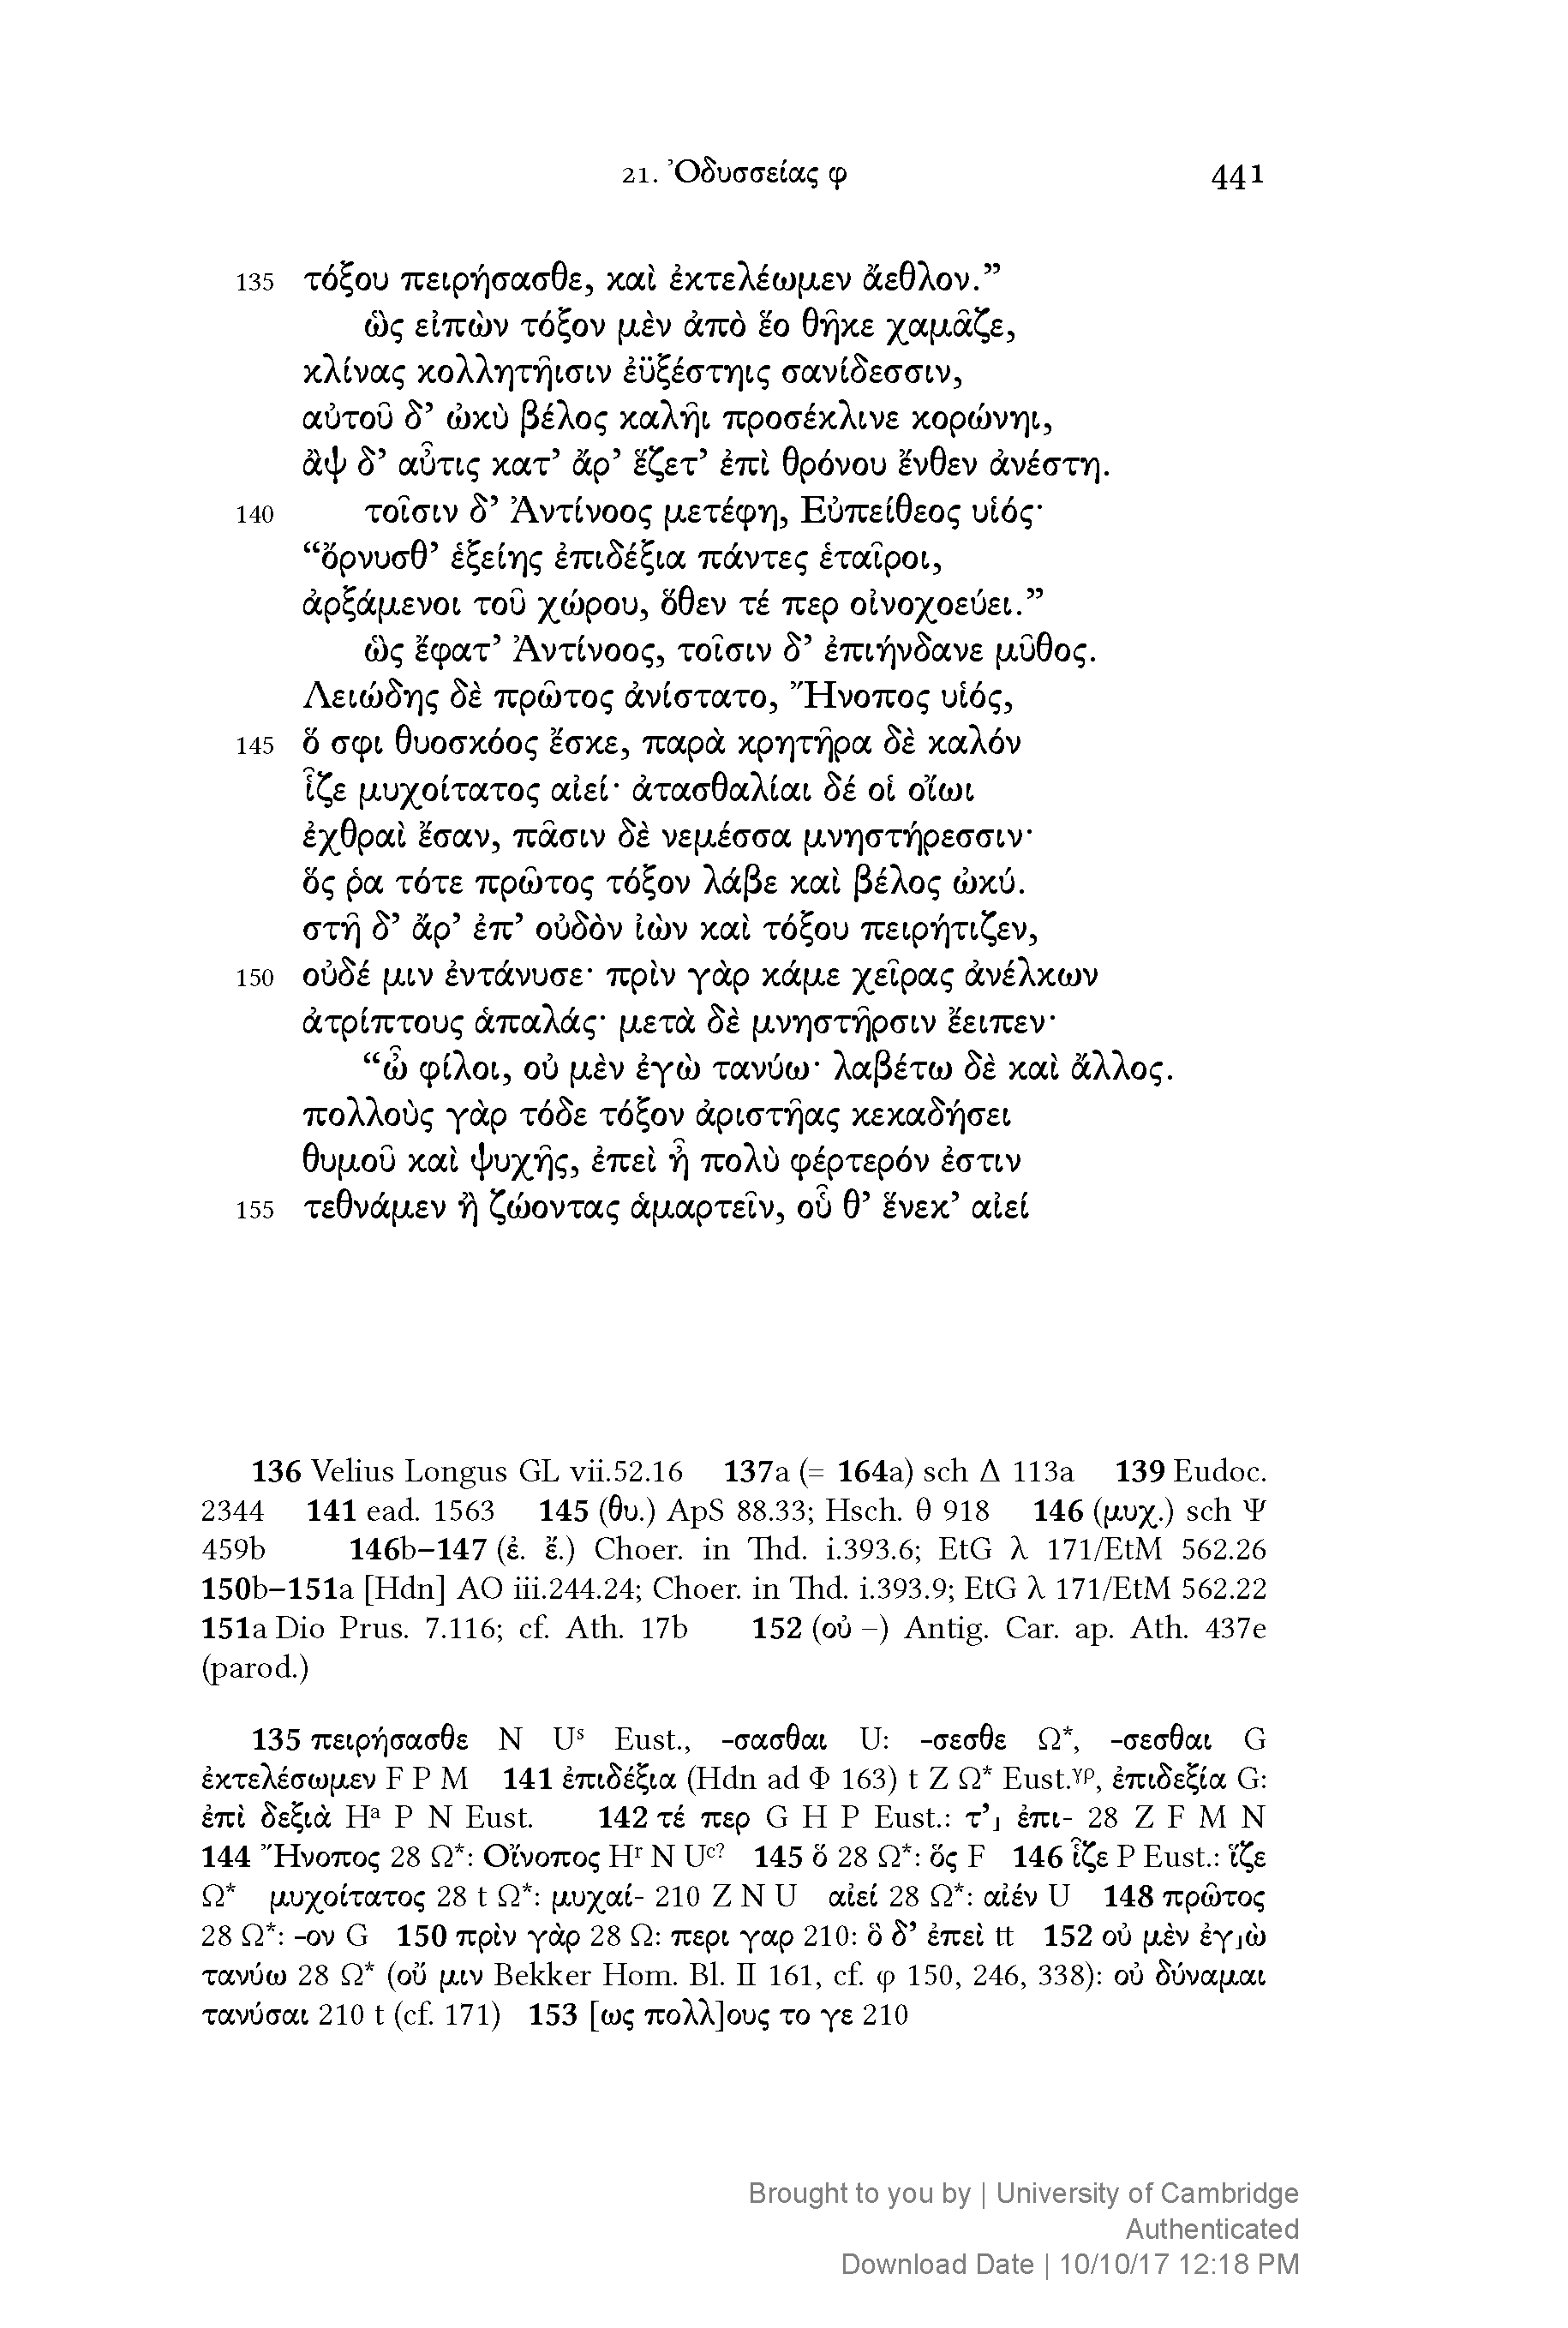 21. Ὀδυσσείας φ 441
135 τόξου πειρήσασθε, καὶ ἐκτελέωμεν ἄεθλον.”
ὣς εἰπὼν τόξον μὲν ἀπὸ ἕο θῆκε χαμᾶζε,
κλίνας κολλητῆισιν ἐϋξέστηις σανίδεσσιν,
αὐτοῦ δ’ ὠκὺ βέλος καλῆι προσέκλινε κορώνηι,
ἂψ δ’ αὖτις κατ’ ἄρ’ ἕζετ’ ἐπὶ θρόνου ἔνθεν ἀνέστη.
140 τοῖσιν δ’ Ἀντίνοος μετέφη, Εὐπείθεος υἱός·
“ὄρνυσθ’ ἑξείης ἐπιδέξια πάντες ἑταῖροι,
ἀρξάμενοι τοῦ χώρου, ὅθεν τέ περ οἰνοχοεύει.”
ὣς ἔφατ’ Ἀντίνοος, τοῖσιν δ’ ἐπιήνδανε μῦθος.
Λειώδης δὲ πρῶτος ἀνίστατο, Ἤνοπος υἱός,
145 ὅ σφι θυοσκόος ἔσκε, παρὰ κρητῆρα δὲ καλόν
ἷζε μυχοίτατος αἰεί· ἀτασθαλίαι δέ οἱ οἴωι
ἐχθραὶ ἔσαν, πᾶσιν δὲ νεμέσσα μνηστήρεσσιν·
ὅς ῥα τότε πρῶτος τόξον λάβε καὶ βέλος ὠκύ.
στῆ δ’ ἄρ’ ἐπ’ οὐδὸν ἰὼν καὶ τόξου πειρήτιζεν,
150 οὐδέ μιν ἐντάνυσε· πρὶν γὰρ κάμε χεῖρας ἀνέλκων
ἀτρίπτους ἁπαλάς· μετὰ δὲ μνηστῆρσιν ἔειπεν·
“ὦ φίλοι, οὐ μὲν ἐγὼ τανύω· λαβέτω δὲ καὶ ἄλλος.
πολλοὺς γὰρ τόδε τόξον ἀριστῆας κεκαδήσει
θυμοῦ καὶ ψυχῆς, ἐπεὶ ἦ πολὺ φέρτερόν ἐστιν
155 τεθνάμεν ἢ ζώοντας ἁμαρτεῖν, οὗ θ’ ἕνεκ’ αἰεί
136 Velius Longus GL vii.52.16 137a (= 164a) sch Δ 113a 139 Eudoc.
2344 141 ead. 1563 145 (θυ.) ApS 88.33; Hsch. θ 918 146 (μυχ.) sch Ψ
459b 146b–147 (ἐ. ἔ.) Choer. in Thd. i.393.6; EtG λ 171/EtM 562.26
150b–151a [Hdn] AO iii.244.24; Choer. in Thd. i.393.9; EtG λ 171/EtM 562.22
151a Dio Prus. 7.116; cf. Ath. 17b 152 (οὐ –) Antig. Car. ap. Ath. 437e
(parod.)
135 πειρήσασθε N Uˢ Eust., -σασθαι U: -σεσθε Ω*, -σεσθαι G
ἐκτελέσωμεν F P M 141 ἐπιδέξια (Hdn ad Φ 163) t Z Ω* Eust.ᵞᵖ, ἐπιδεξία G:
ἐπὶ δεξιὰ Hᵃ P N Eust. 142 τέ περ G H P Eust.: τ’⌋ ἐπι- 28 Z F M N
144 Ἤνοπος 28 Ω*: Οἴνοπος Hʳ N Uᶜ? 145 ὅ 28 Ω*: ὅς F 146 ἷζε P Eust.: ἵζε
Ω* μυχοίτατος 28 t Ω*: μυχαί- 210 Z N U αἰεί 28 Ω*: αἰέν U 148 πρῶτος
28 Ω*: -ον G 150 πρὶν γὰρ 28 Ω: περι γαρ 210: ὃ δ’ ἐπεὶ tt 152 οὐ μὲν ἐγ⌋ὼ
τανύω 28 Ω* (οὔ μιν Bekker Hom. Bl. II 161, cf. φ 150, 246, 338): οὐ δύναμαι
τανύσαι 210 t (cf. 171) 153 [ως πολλ]ους το γε 210
Brought to you by | University of Cambridge
Authenticated
Download Date | 10/10/17 12:18 PM